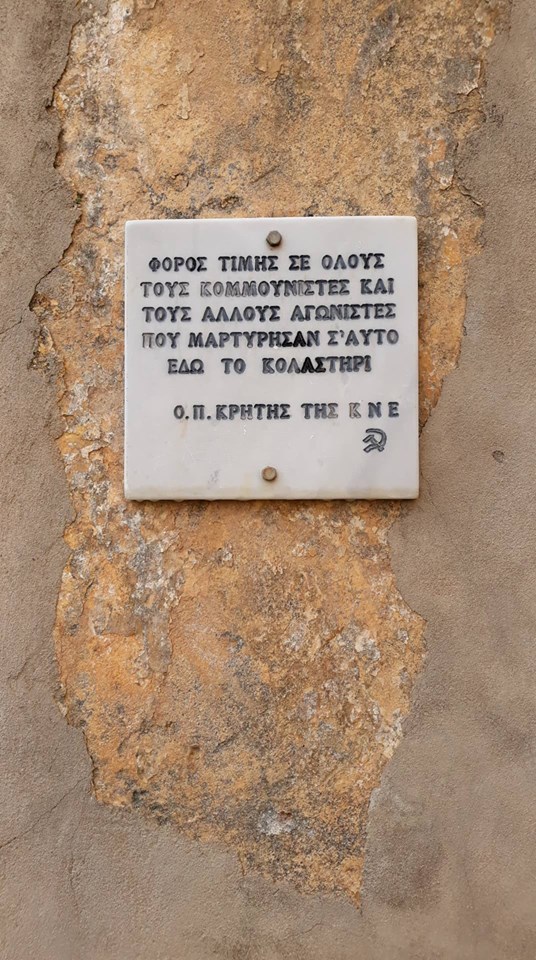 ΦΟΡΟΣ ΤΙΜΗΣ ΣΕ ΟΛΟΥΣ
ΤΟΥΣ ΚΟΜΜΟΥΝΙΣΤΕΣ ΚΑΙ
ΤΟΥΣ ΑΛΛΟΥΣ ΑΓΩΝΙΣΤΕΣ
ΠΟΥ ΜΑΡΤΥΡΗΣΑΝ Σ'ΑΥΤΟ
ΕΔΩ ΤΟ ΚΟΛΑΣΤΗΡΙ
Ο.Π.ΚΡΗΤΗΣ ΤΗΣ ΚΝΕ